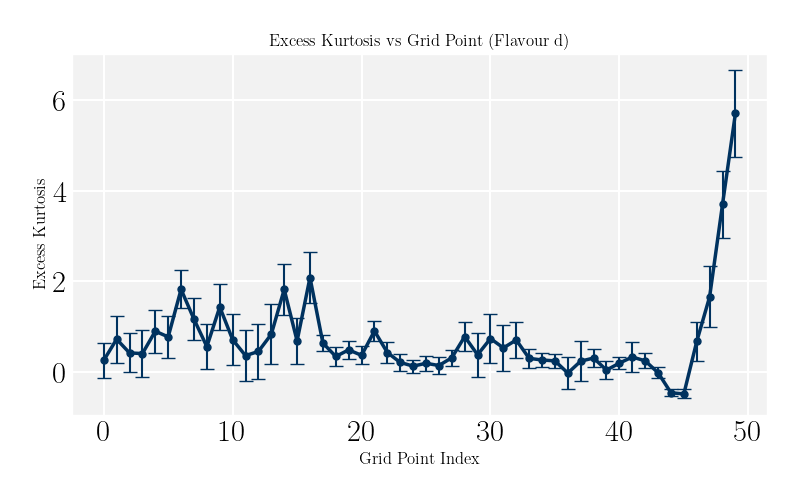 Excess Kurtosis vs Grid Point (Flavour d)
Excess Kurtosis
6
4
2
0
0 10 20 30 40 50
Grid Point Index